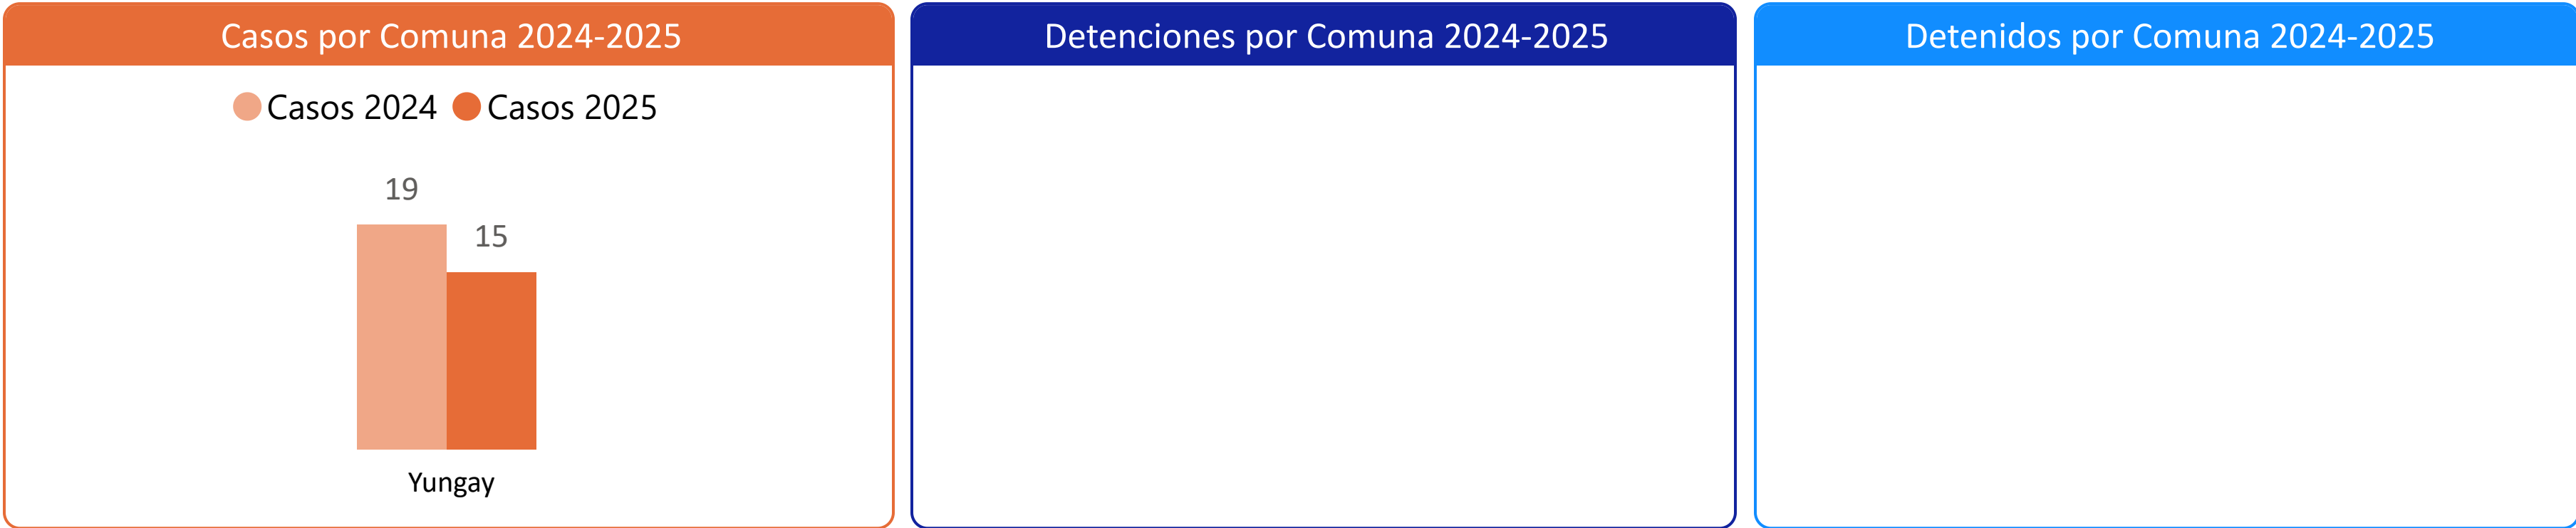 Casos por Comuna 2024-2025
Casos 2024 Casos 2025
19
15
Yungay
Detenciones por Comuna 2024-2025
Detenidos por Comuna 2024-2025